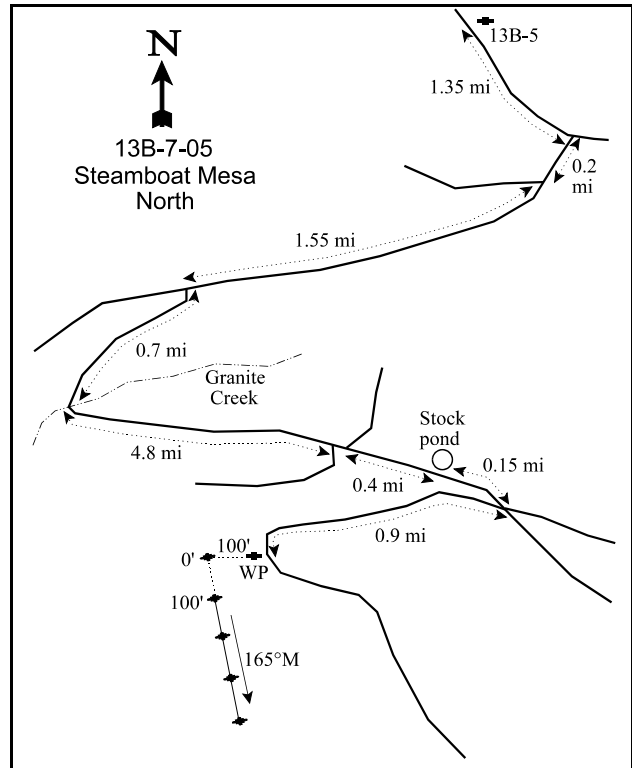 13B-5
N
1.35 mi
13B-7-05
Steamboat Mesa
North
0.2
mi
1.55 mi
0.7 mi
Granite
Creek
Stock
pond
4.8 mi
0.15 mi
0.4 mi
0.9 mi
0'
100'
WP
100'
165°M